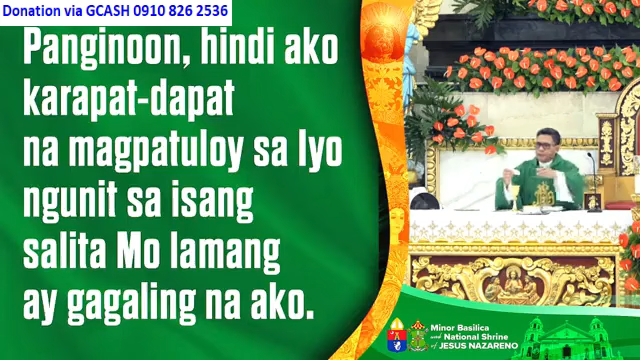 Donation via GCASH 0910 826 2536
Panginoon, hindi ako
karapat-dapat
na magpatuloy sa Iyo
ngunit sa isang
salita Mo lamang
ay gagaling na ako.
Minor Basilica
and National Shrine
of JESUS NAZARENO